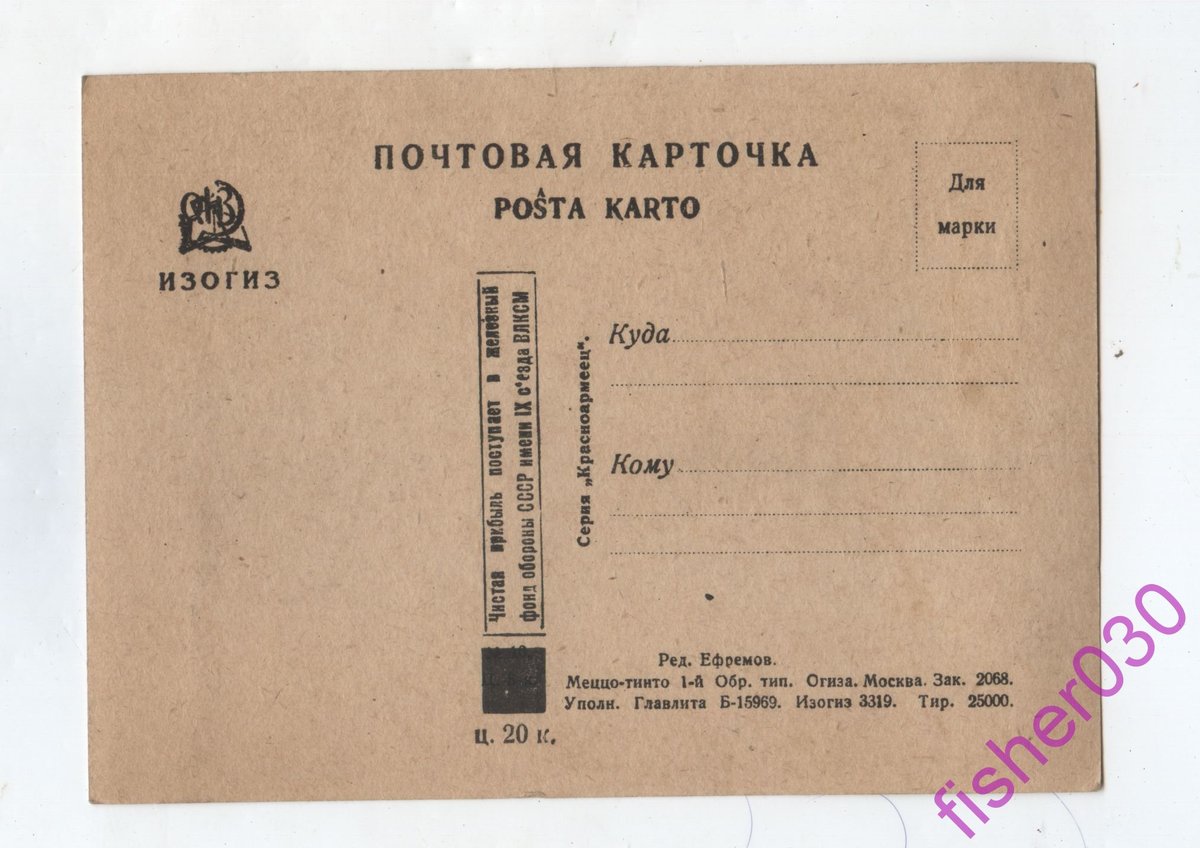 ПОЧТОВАЯ КАРТОЧКА
POŜTA KARTO
Для
марки
ИЗОГИЗ
Чистая прибыль поступает в железный
фонд обороны СССР имени IX с'езда ВЛКСМ
Серия „Красноармеец“.
Куда
Кому
Ред. Ефремов.
Меццо-тинто 1-й Обр. тип. Огиза. Москва. Зак. 2068.
Уполн. Главлита Б-15969. Изогиз 3319. Тир. 25000.
ц. 20 к.
fisher030